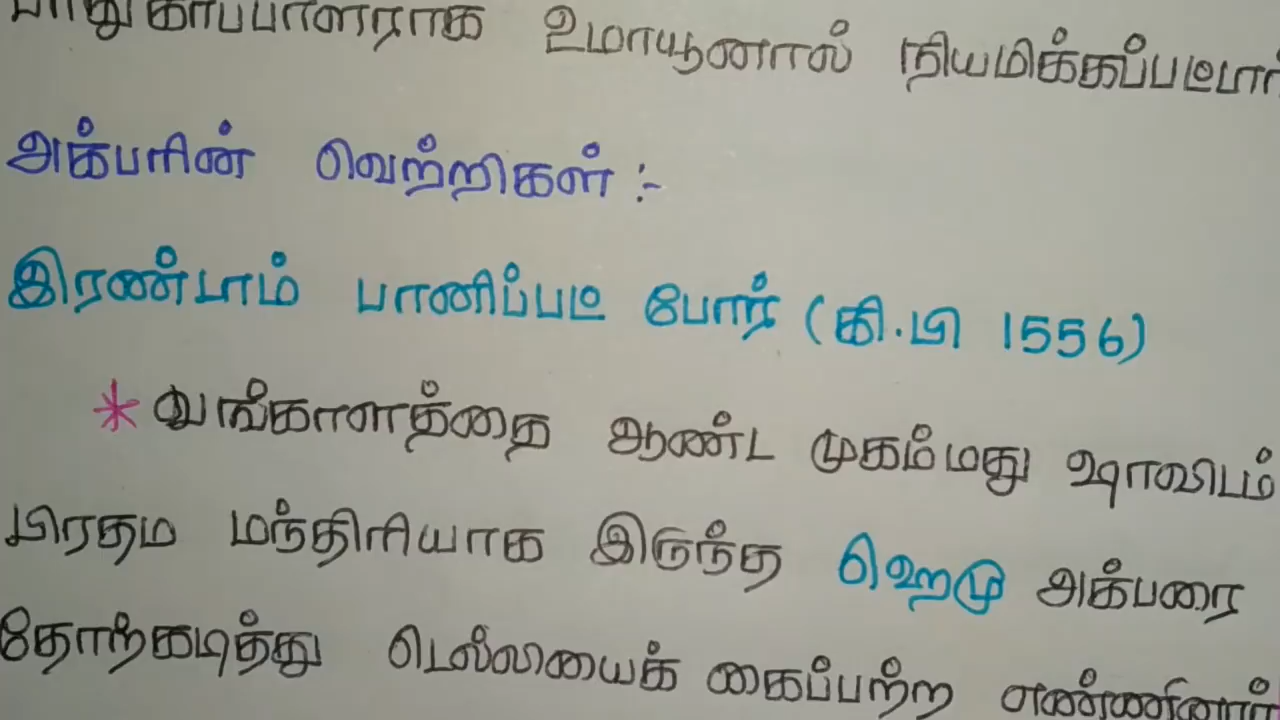 பாதுகாப்பாளராக உமாயூனால் நியமிக்கப்பட்டார்
அக்பரின் வெற்றிகள் :-
இரண்டாம் பானிப்பட் போர் (கி.பி 1556)
* வங்காளத்தை ஆண்ட முகம்மது ஷாவிடம்
பிரதம மந்திரியாக இருந்த ஹெமு அக்பரை
தோற்கடித்து டெல்லியைக் கைப்பற்ற எண்ணினார்